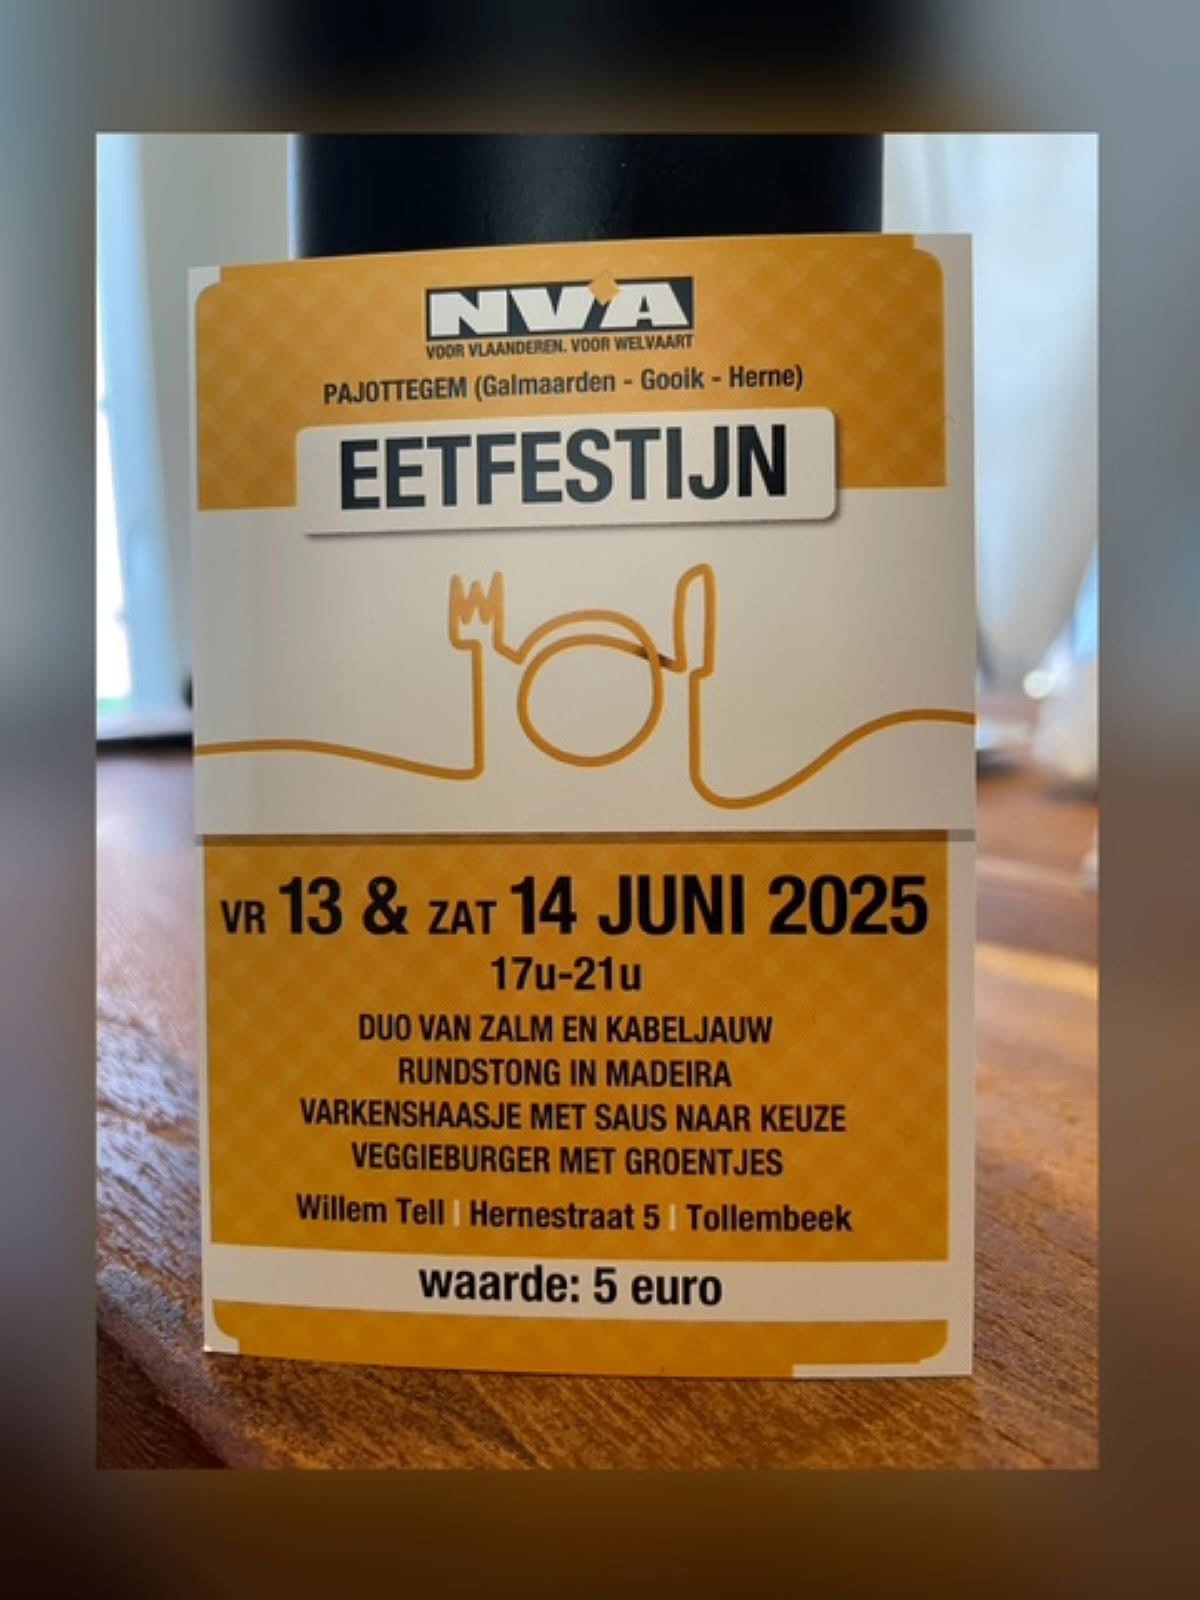 N-VA
VOOR VLAANDEREN. VOOR WELVAART
PAJOTTEGEM (Galmaarden - Gooik - Herne)
EETFESTIJN
VR 13 & ZAT 14 JUNI 2025
17u-21u
DUO VAN ZALM EN KABELJAUW
RUNDSTONG IN MADEIRA
VARKENSHAASJE MET SAUS NAAR KEUZE
VEGGIEBURGER MET GROENTJES
Willem Tell | Hernestraat 5 | Tollembeek
waarde: 5 euro